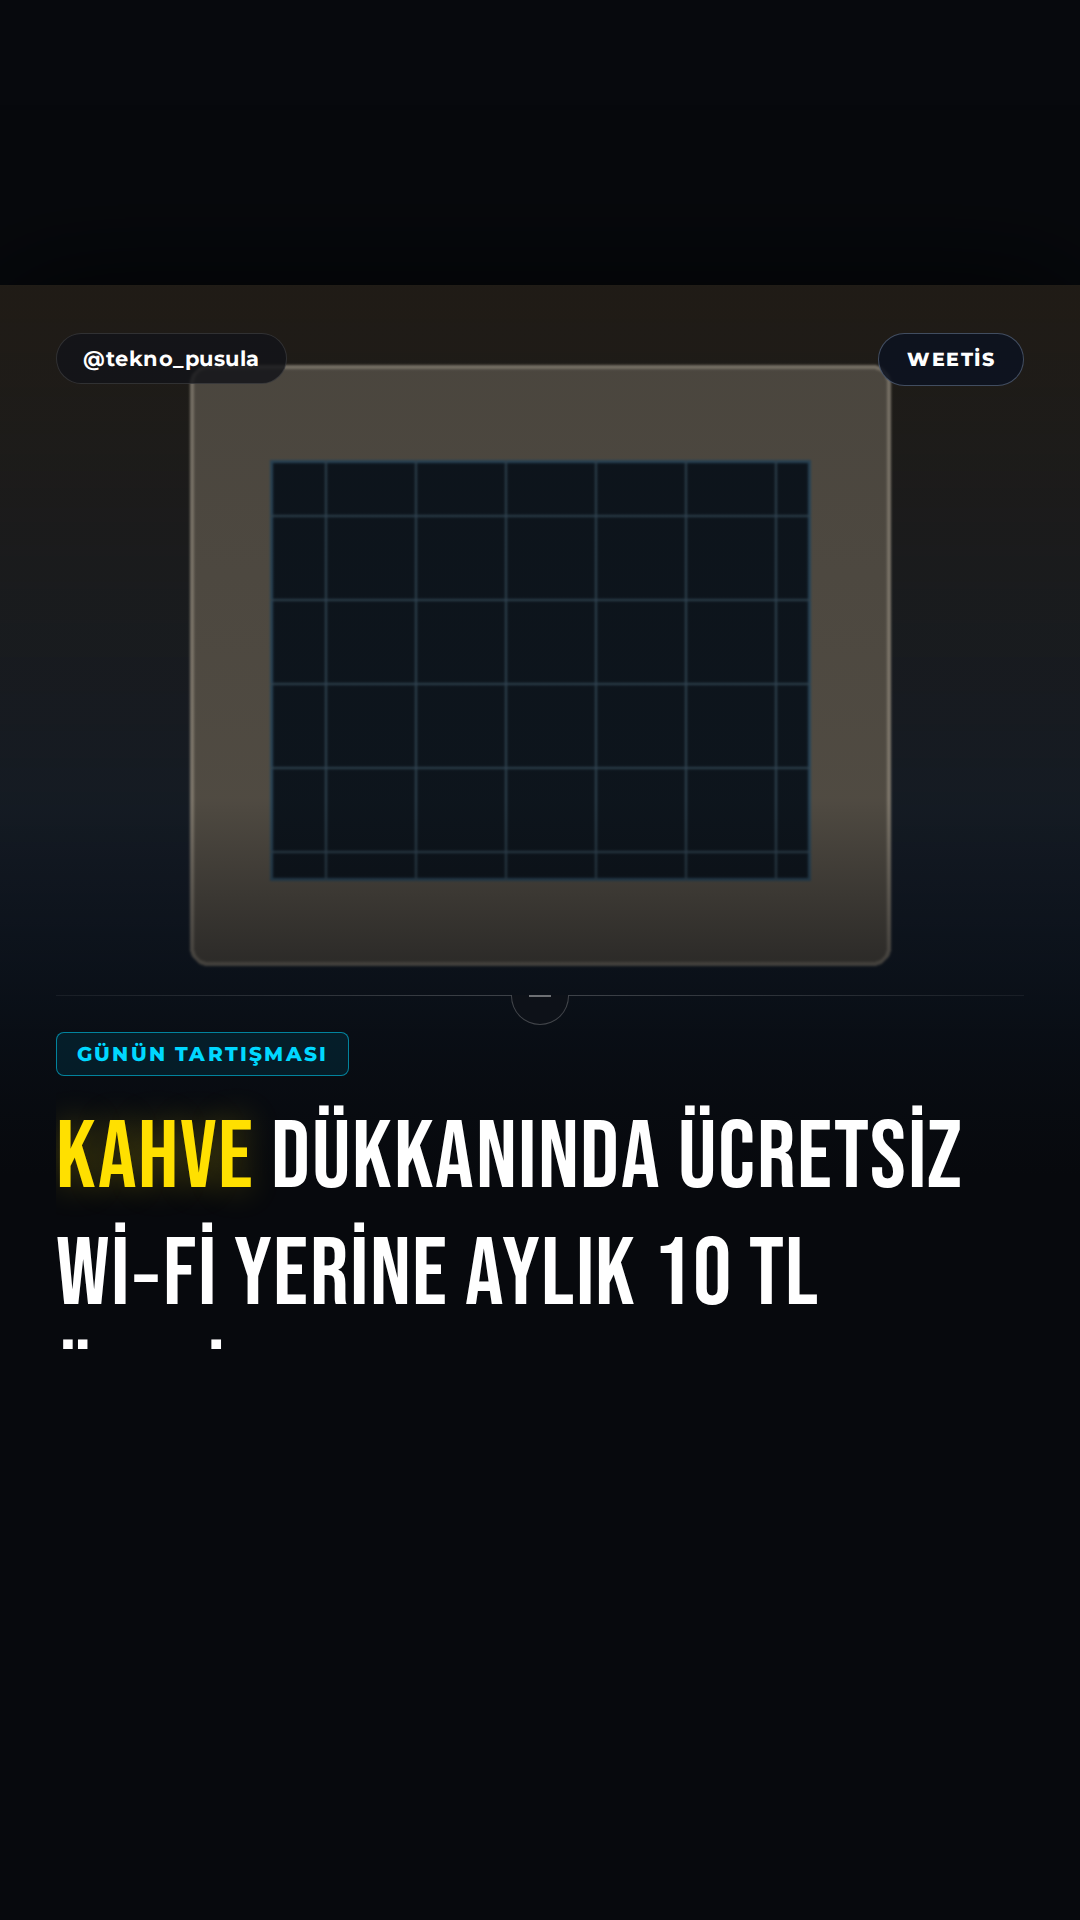 @tekno_pusula
WEETİS
GÜNÜN TARTIŞMASI
KAHVE DÜKKANINDA ÜCRETSİZ
Wİ-Fİ YERİNE AYLIK 10 TL